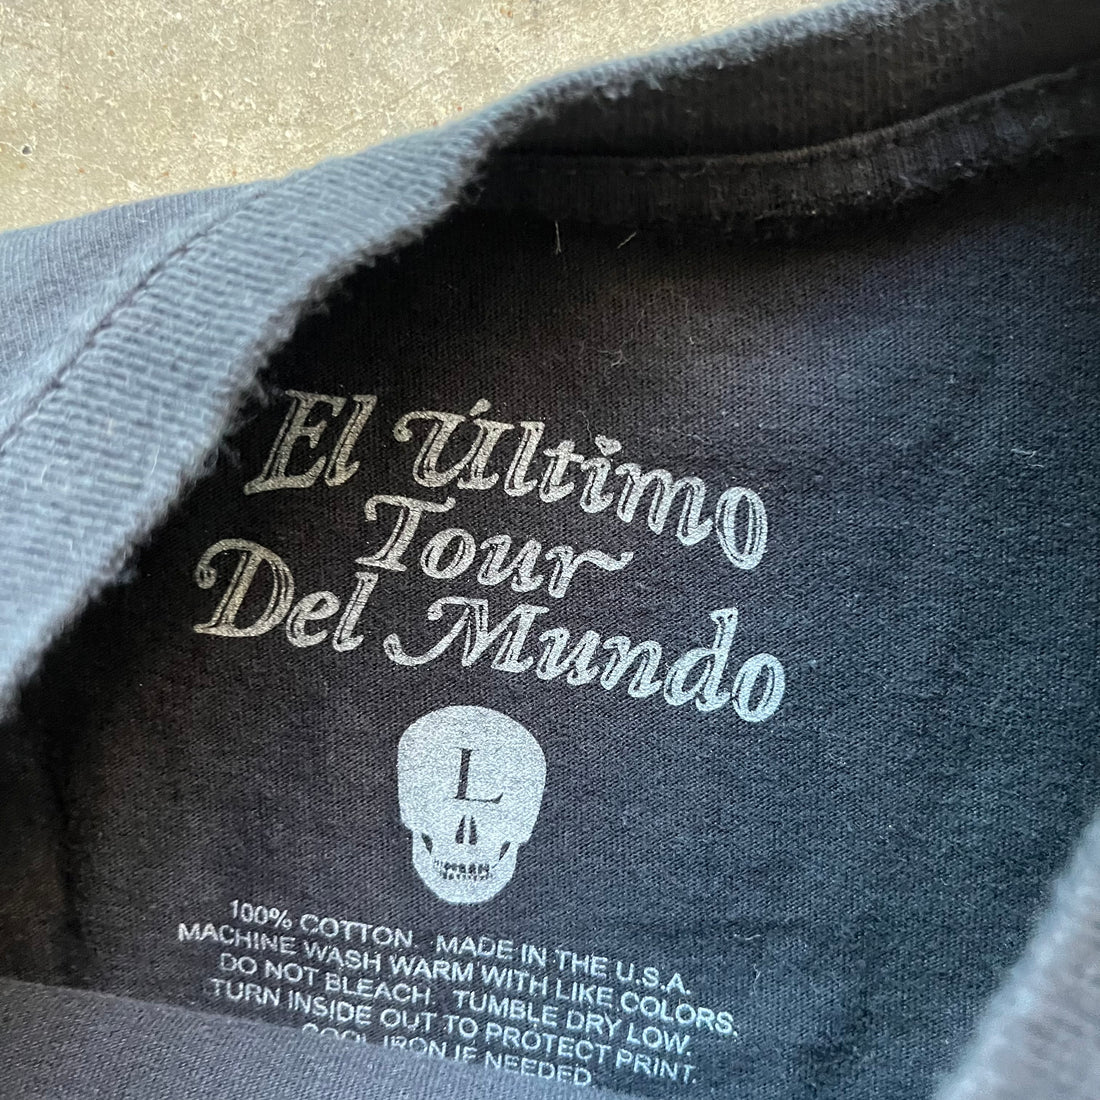 El Último
Tour
Del Mundo
L
100% COTTON MADE IN THE U.S.A.
MACHINE WASH WARM WITH LIKE COLORS.
DO NOT BLEACH. TUMBLE DRY LOW.
TURN INSIDE OUT TO PROTECT PRINT.
COOL IRON IF NEEDED